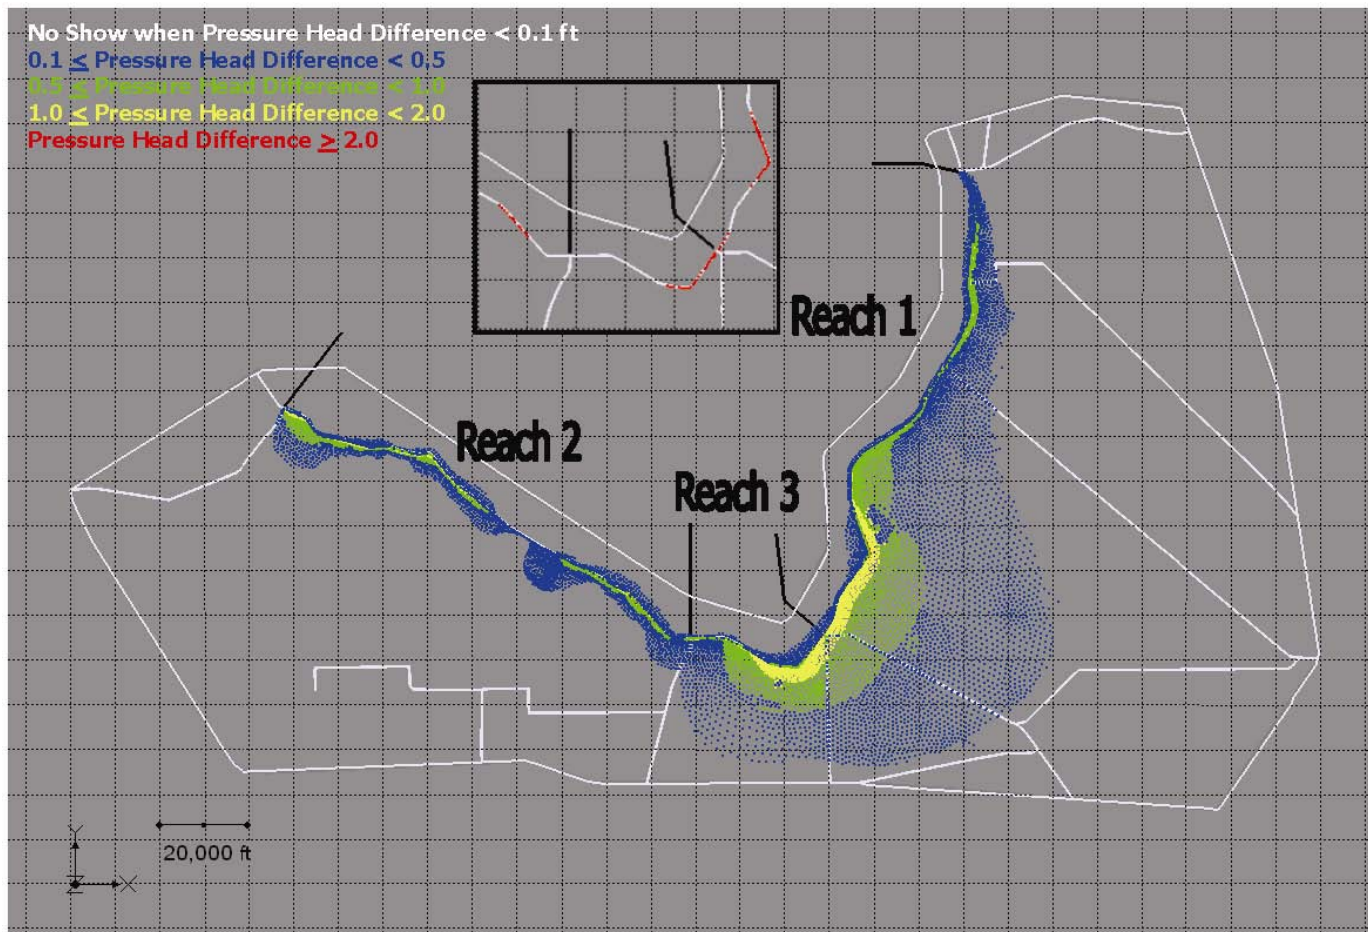 No Show when Pressure Head Difference < 0.1 ft
0.1 ≤ Pressure Head Difference < 0.5
0.5 ≤ Pressure Head Difference < 1.0
1.0 ≤ Pressure Head Difference < 2.0
Pressure Head Difference ≥ 2.0
Reach 1
Reach 2
Reach 3
20,000 ft
Y
Z
X